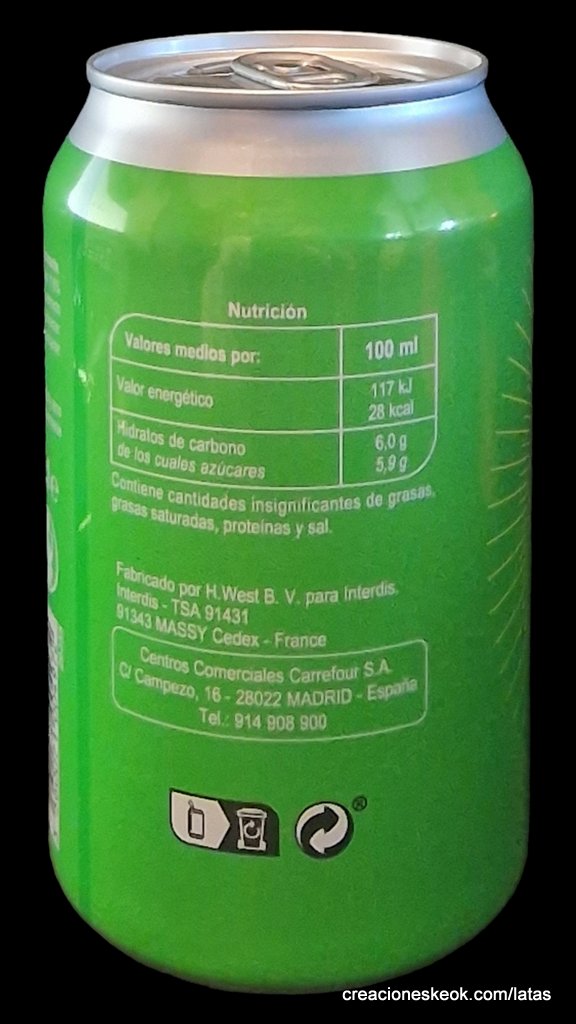 Nutrición
Valores medios por: 100 ml
Valor energético 117 kJ
28 kcal
Hidratos de carbono 6,0 g
de los cuales azúcares 5,9 g
Contiene cantidades insignificantes de grasas,
grasas saturadas, proteínas y sal.
Fabricado por H.West B. V. para Interdis.
Interdis - TSA 91431
91343 MASSY Cedex - France
Centros Comerciales Carrefour S.A.
C/ Campezo, 16 - 28022 MADRID - España
Tel.: 914 908 900
®
creacioneskeok.com/latas